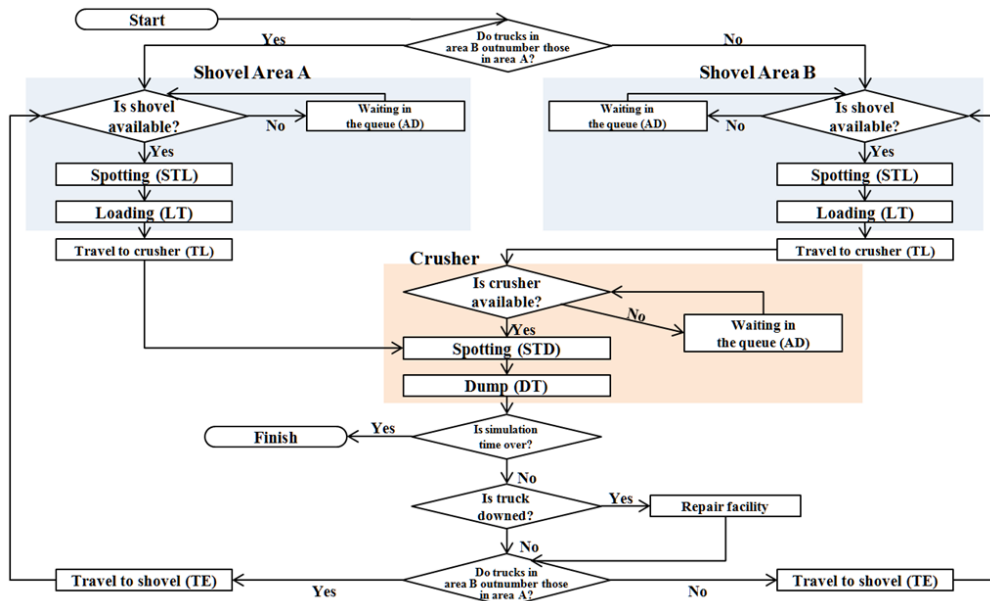 Start
Do trucks in
area B outnumber those
in area A?
Yes
No
Shovel Area A
Shovel Area B
Is shovel
available?
No
Waiting in
the queue (AD)
Yes
Spotting (STL)
Loading (LT)
Travel to crusher (TL)
Waiting in
the queue (AD)
No
Is shovel
available?
Yes
Spotting (STL)
Loading (LT)
Travel to crusher (TL)
Crusher
Is crusher
available?
No
Waiting in
the queue (AD)
Yes
Spotting (STD)
Dump (DT)
Is simulation
time over?
Yes
Finish
No
Is truck
downed?
Yes
Repair facility
No
Do trucks in
area B outnumber those
in area A?
Yes
Travel to shovel (TE)
No
Travel to shovel (TE)